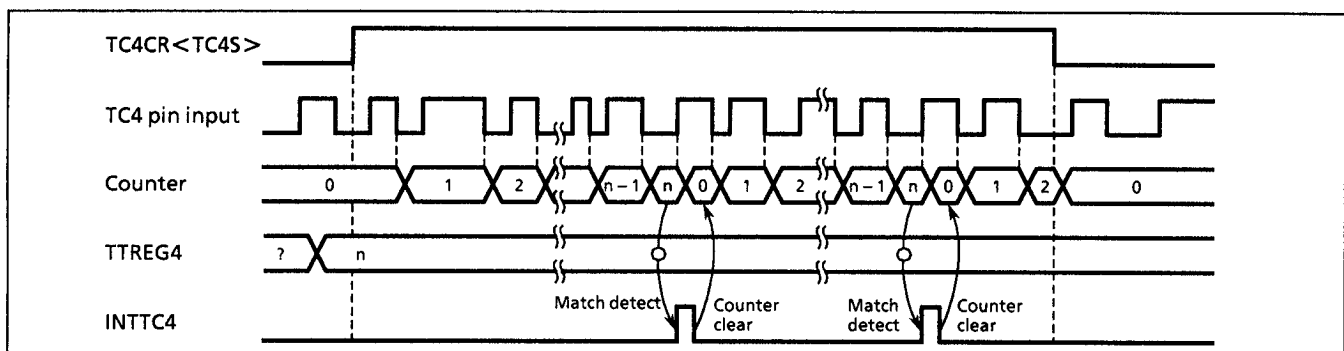 TC4CR<TC4S>
TC4 pin input
Counter
0 1 2 n – 1 n 0 1 2 n – 1 n 0 1 2 0
TTREG4
? n
Match detect
Counter clear
Match detect
Counter clear
INTTC4